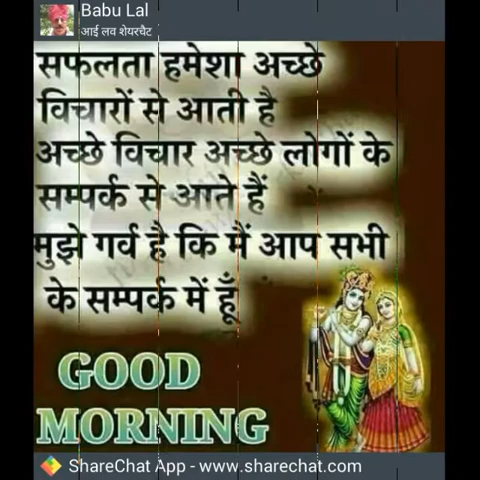 Babu Lal
आई लव शेयरचैट
सफलता हमेशा अच्छे
विचारों से आती है
अच्छे विचार अच्छे लोगों के
सम्पर्क से आते हैं
मुझे गर्व है कि मैं आप सभी
के सम्पर्क में हूँ
GOOD
MORNING
ShareChat App - www.sharechat.com